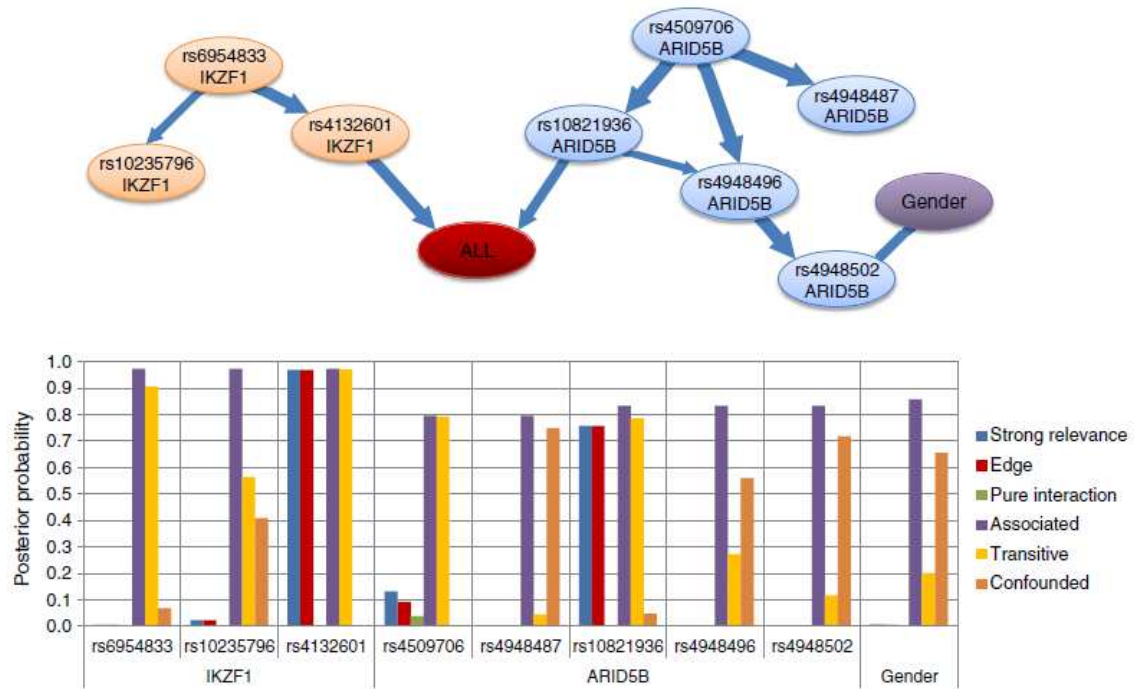 rs4509706
ARID5B
rs6954833
IKZF1
rs4948487
ARID5B
rs4132601
IKZF1
rs10821936
ARID5B
rs10235796
IKZF1
rs4948496
ARID5B
Gender
ALL
rs4948502
ARID5B
Posterior probability
1.0
0.9
0.8
0.7
0.6
0.5
0.4
0.3
0.2
0.1
0.0
Strong relevance
Edge
Pure interaction
Associated
Transitive
Confounded
rs6954833 rs10235796 rs4132601 rs4509706 rs4948487 rs10821936 rs4948496 rs4948502
IKZF1 ARID5B Gender